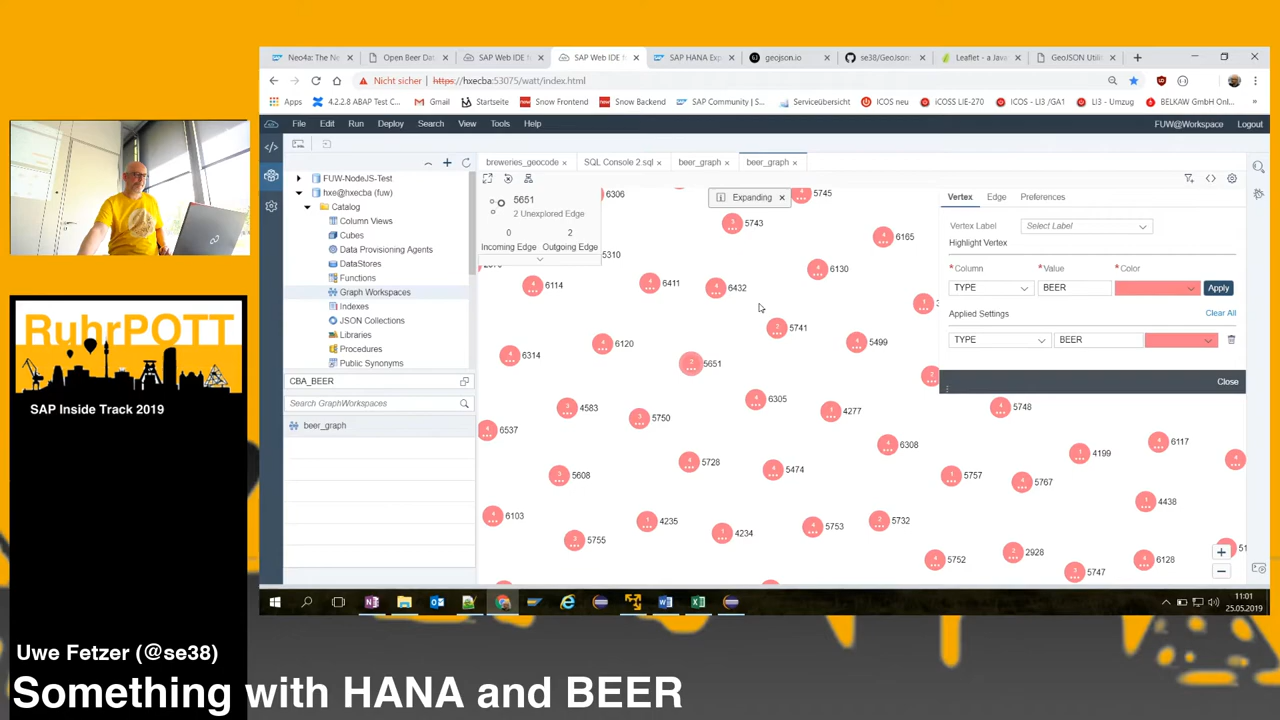 Neo4a: The Ne
Open Beer Dat
SAP Web IDE f
SAP Web IDE f
SAP HANA Exp
geojson.io
se38/GeoJson:
Leaflet - a Java
GeoJSON Utilit
Nicht sicher
https://hxecba:53075/watt/index.html
Apps
4.2.2.8 ABAP Test C
Gmail
Startseite
Snow Frontend
Snow Backend
SAP Community | S
Serviceübersicht
ICOS neu
iCOSS LIE-270
ICOS - LI3 /GA1
LI3 - Umzug
BELKAW GmbH Onl
File Edit Run Deploy Search View Tools Help
FUW@Workspace
Logout
breweries_geocode
SQL Console 2.sql
beer_graph
beer_graph
FUW-NodeJS-Test
hxe@hxecba (fuw)
Catalog
Column Views
Cubes
Data Provisioning Agents
DataStores
Functions
Graph Workspaces
Indexes
JSON Collections
Libraries
Procedures
Public Synonyms
CBA_BEER
Search GraphWorkspaces
beer_graph
5651
2 Unexplored Edge
0 2
Incoming Edge Outgoing Edge
Expanding
6306
5745
5743
6165
5310
6130
6114
6411
6432
5741
5499
6120
6314
5651
6305
4583
5750
4277
5748
6537
6308
6117
5728
4199
5608
5474
5757
5767
4438
6103
4235
4234
5753
5732
5755
5752
2928
5747
6128
Vertex Edge Preferences
Vertex Label
Select Label
Highlight Vertex
*Column *Value *Color
TYPE BEER Apply
Applied Settings
Clear All
TYPE BEER
Close
11:01
25.05.2019
RuhrPOTT
SAP Inside Track 2019
Uwe Fetzer (@se38)
Something with HANA and BEER